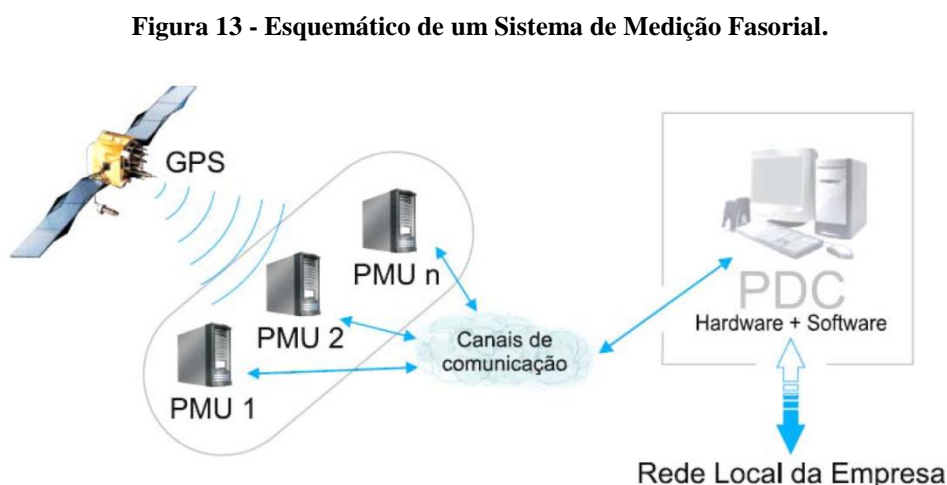 Figura 13 - Esquemático de um Sistema de Medição Fasorial.
GPS
PMU n
PMU 2
PMU 1
Canais de
comunicação
PDC
Hardware + Software
Rede Local da Empresa